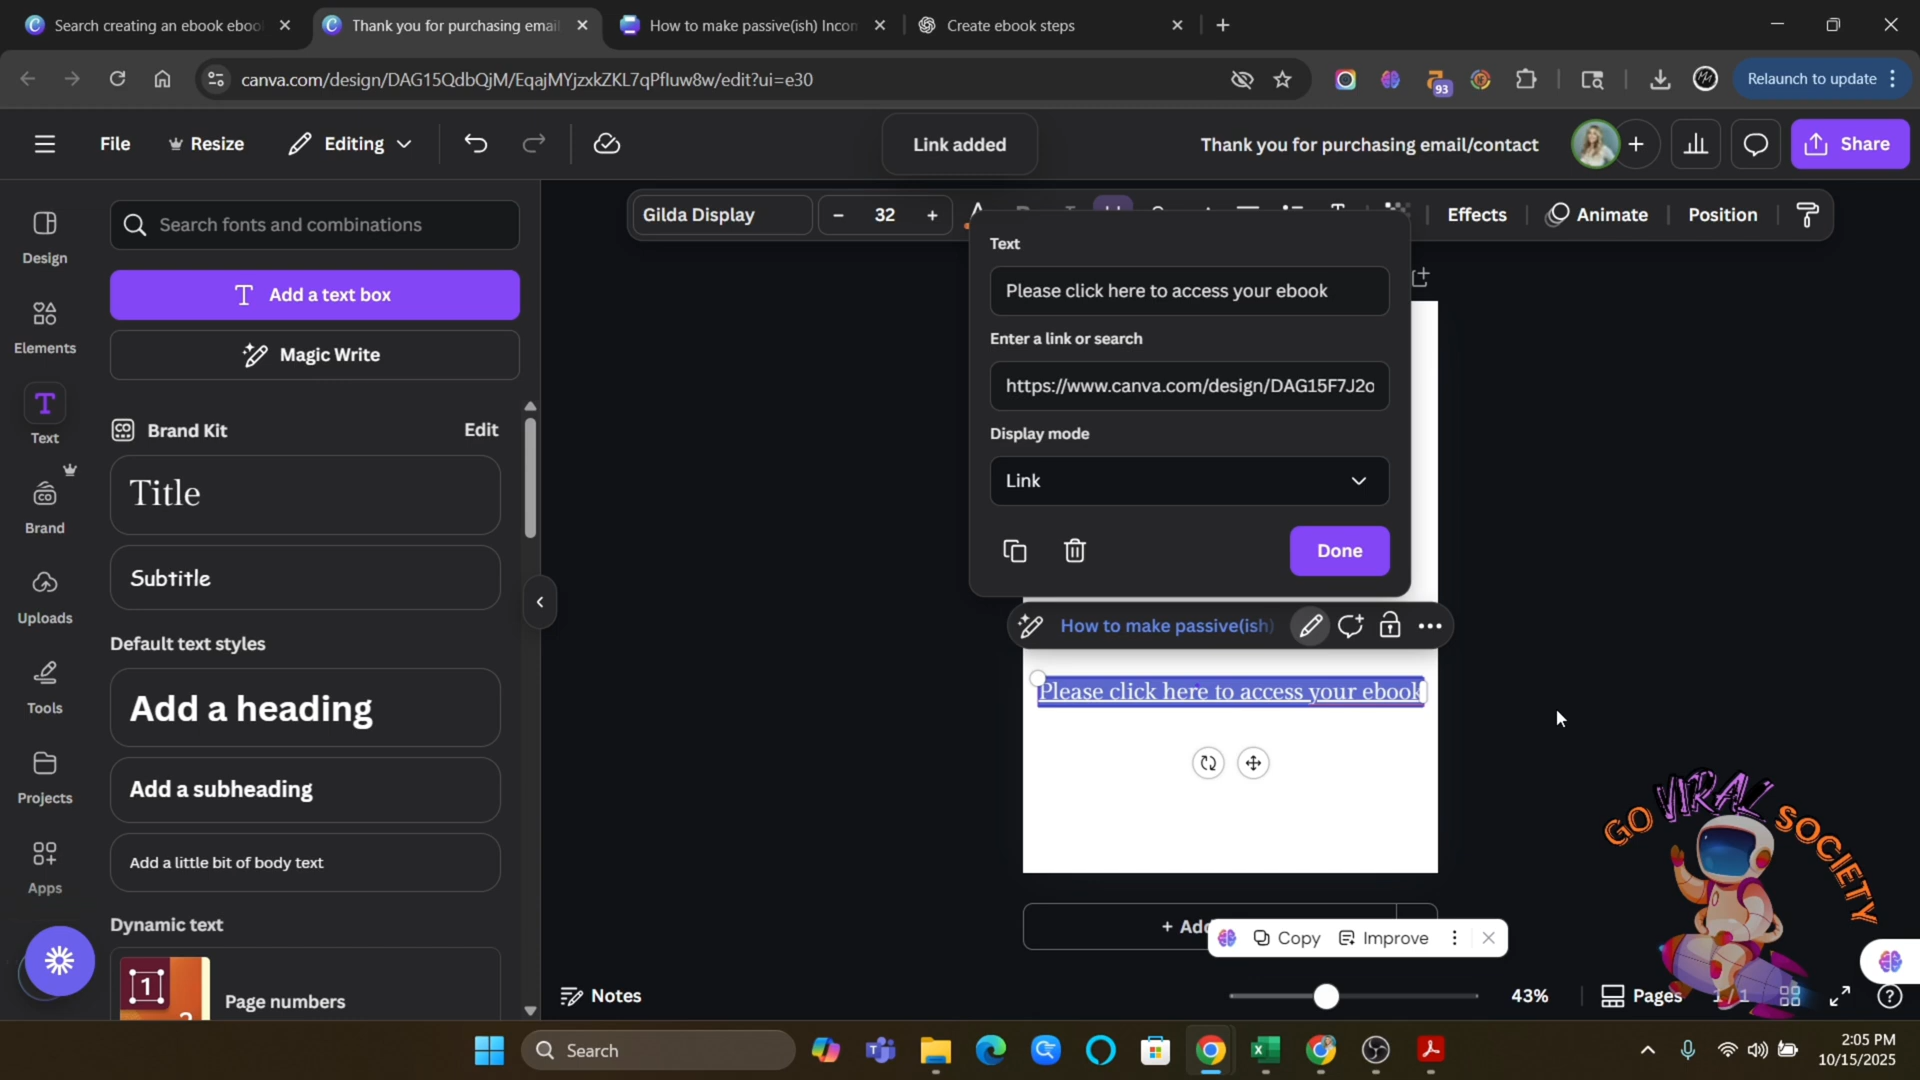 Search creating an ebook eboo
Thank you for purchasing email
How to make passive(ish) Incom
Create ebook steps
canva.com/design/DAG15QdbQjM/EqajMYjzxkZKL7qPfluw8w/edit?ui=e30
93
Relaunch to update
File
Resize
Editing
Link added
Thank you for purchasing email/contact
Share
Design
Elements
Text
Brand
Uploads
Tools
Projects
Apps
Search fonts and combinations
Add a text box
Magic Write
Brand Kit
Edit
Title
Subtitle
Default text styles
Add a heading
Add a subheading
Add a little bit of body text
Dynamic text
1
Page numbers
Gilda Display
32
Effects
Animate
Position
Text
Please click here to access your ebook
Enter a link or search
https://www.canva.com/design/DAG15F7J2o
Display mode
Link
Done
How to make passive(ish)
Please click here to access your ebook
+ Add
Copy
Improve
Notes
43%
Pages
1 / 1
GO VIRAL SOCIETY
Search
2:05 PM
10/15/2025